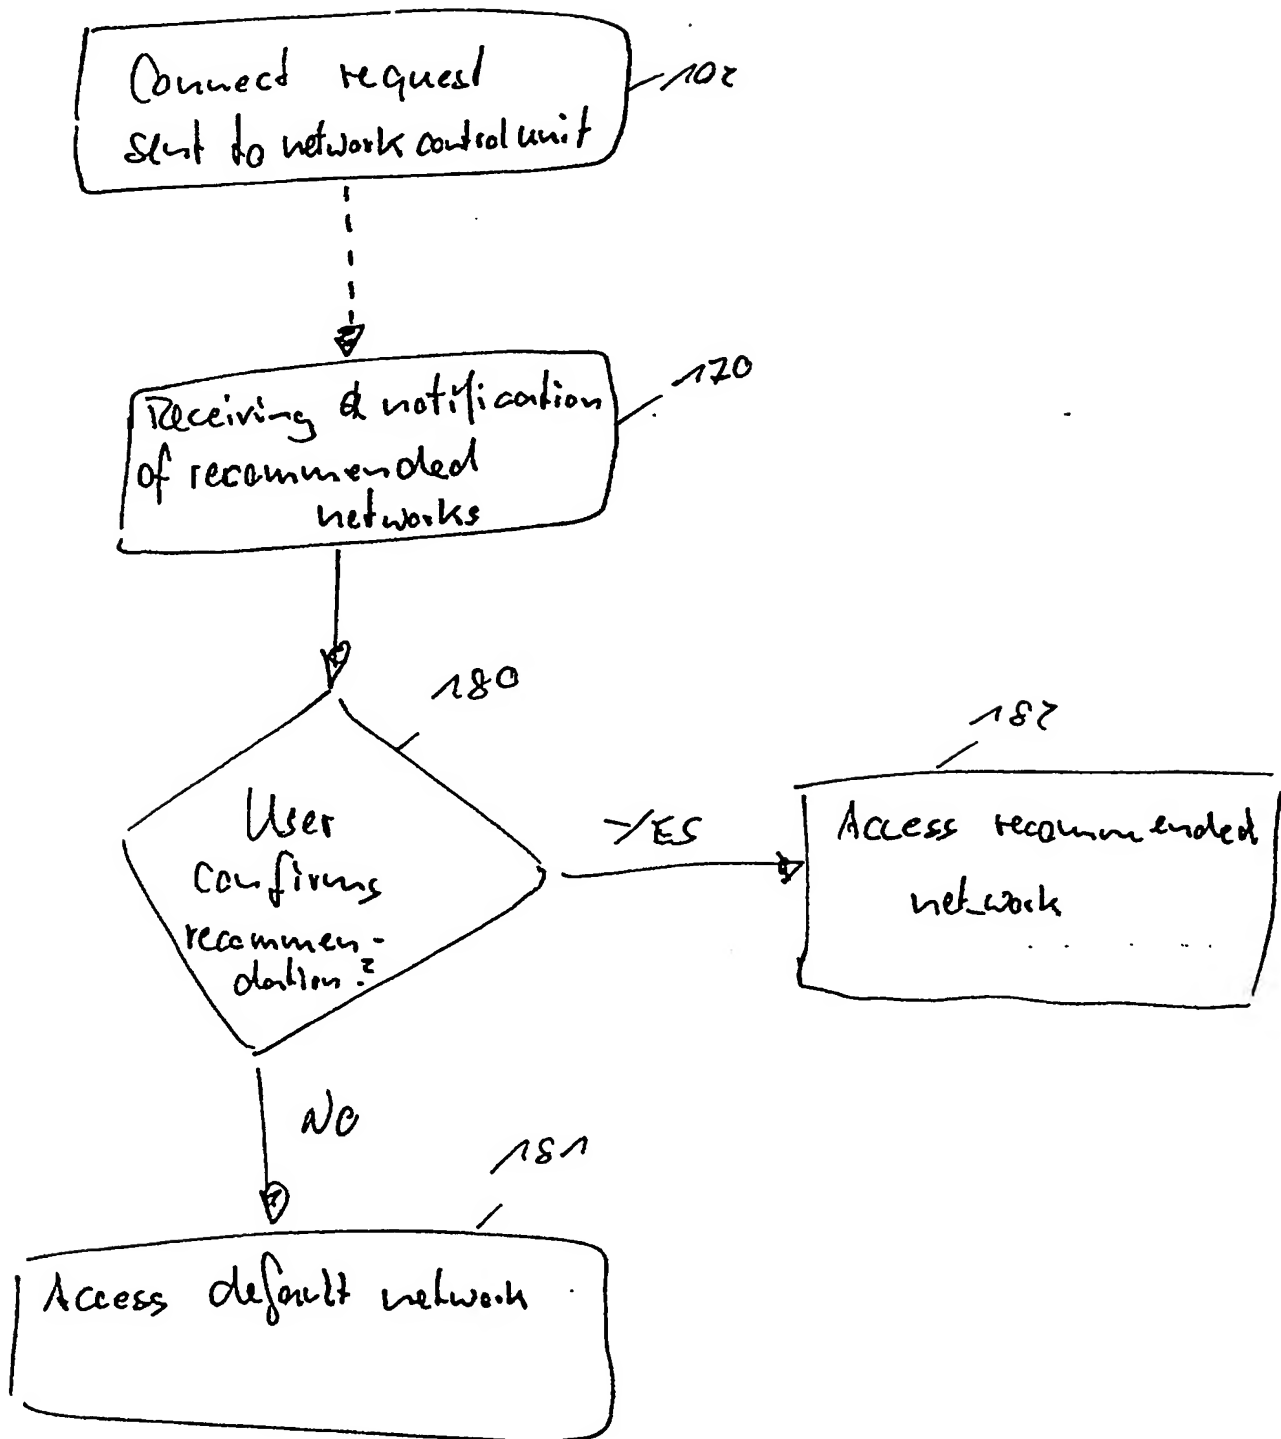 Connect request
sent to network control unit
102
170
Receiving & notification
of recommended
networks
180
182
User
confirms
recommen-
dation?
YES
Access recommended
network
NO
181
Access default network